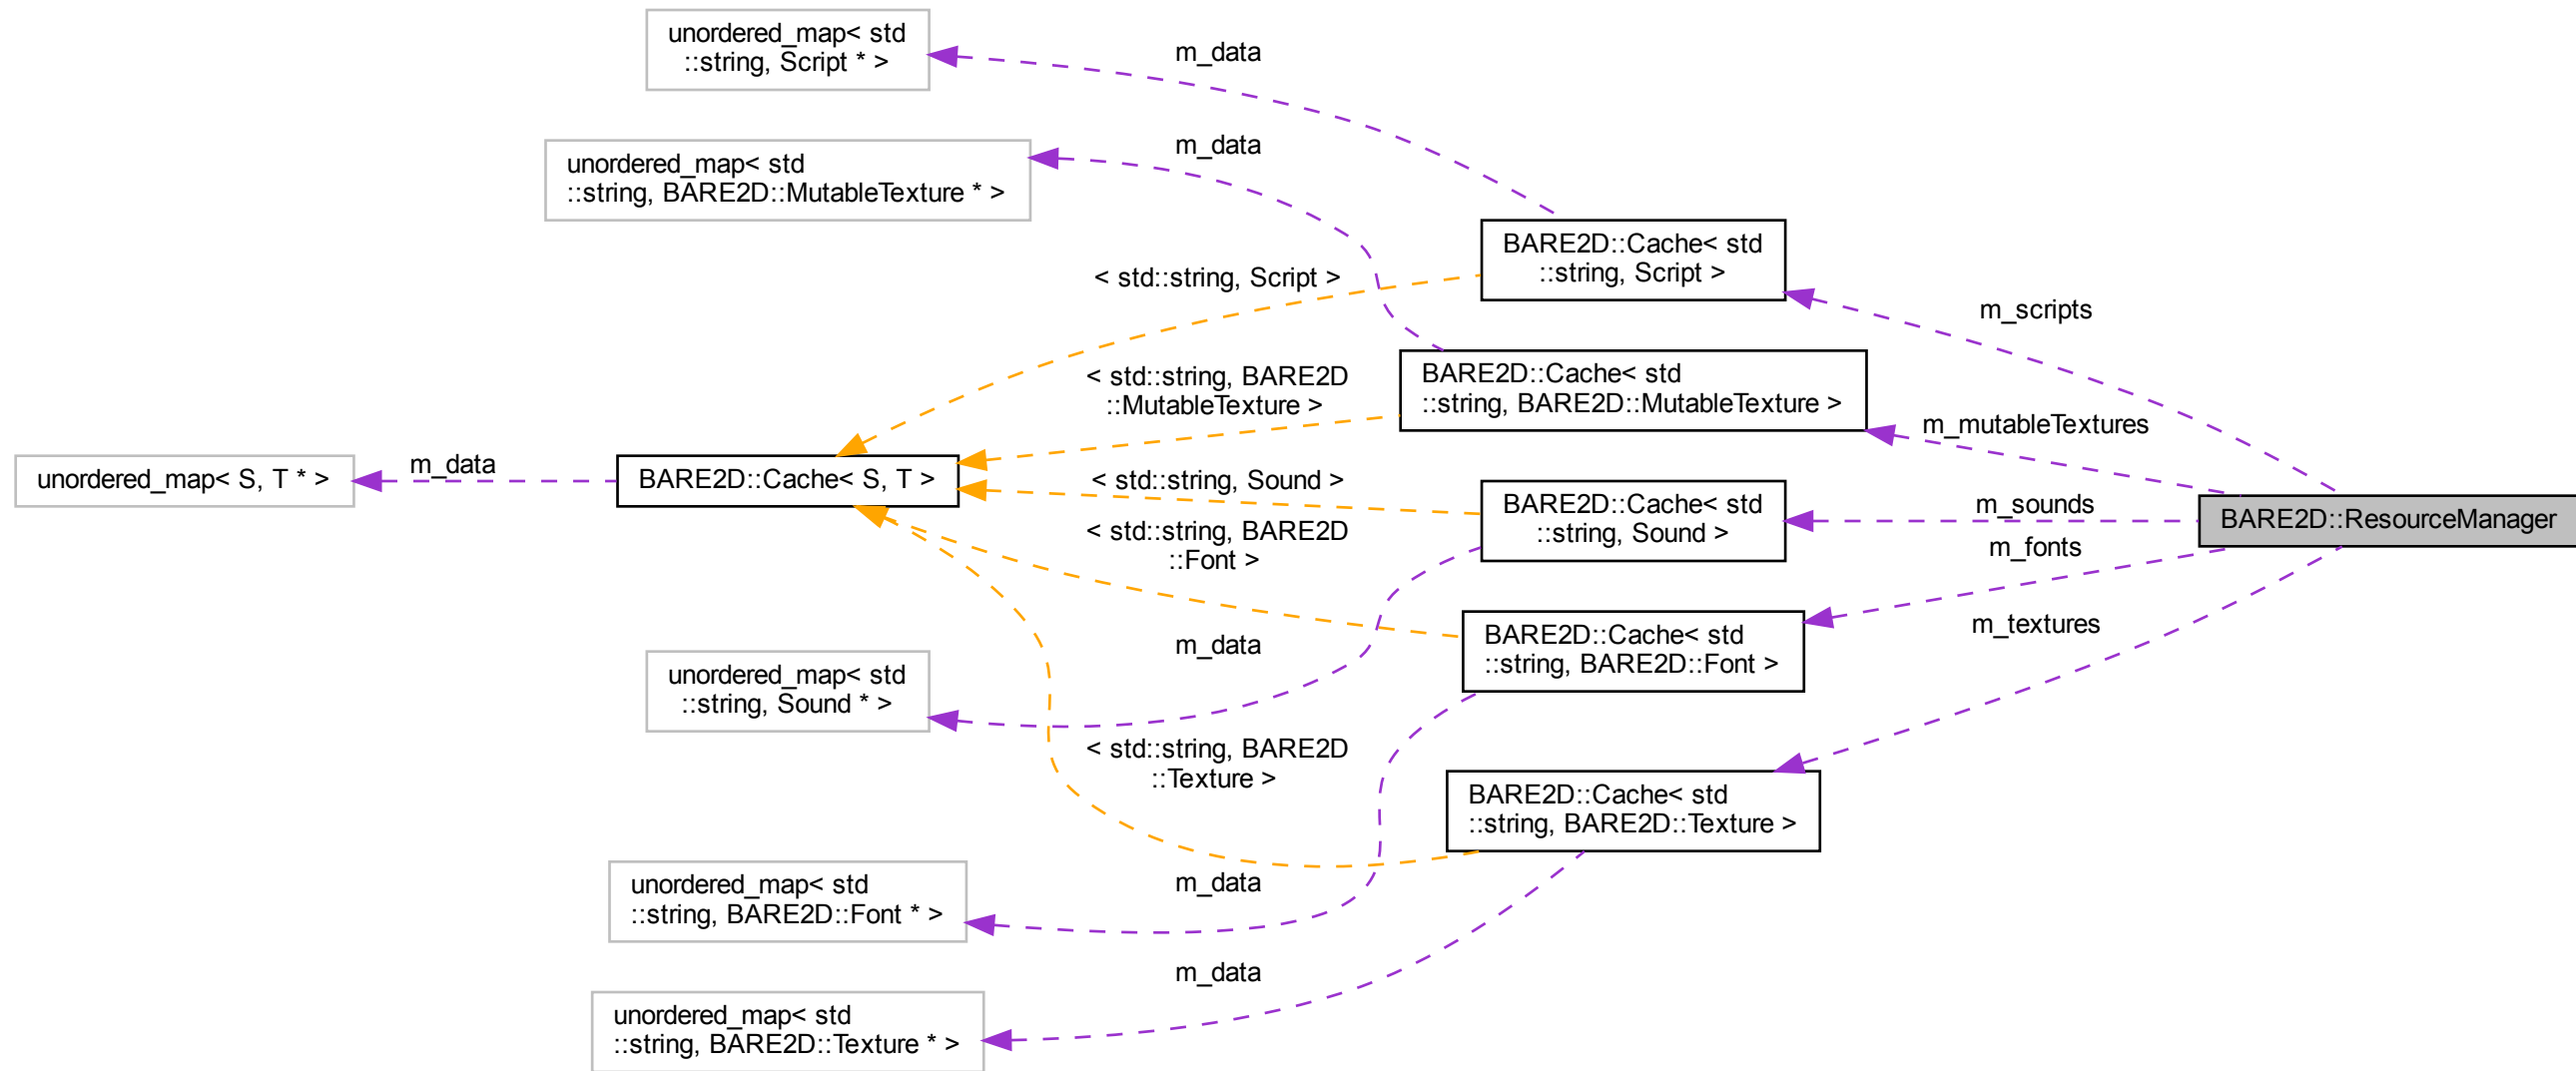 unordered_map< std
::string, Script * >
m_data
unordered_map< std
::string, BARE2D::MutableTexture * >
m_data
BARE2D::Cache< std
::string, Script >
< std::string, Script >
m_scripts
BARE2D::Cache< std
::string, BARE2D::MutableTexture >
< std::string, BARE2D
::MutableTexture >
m_mutableTextures
unordered_map< S, T * >
m_data
BARE2D::Cache< S, T >
< std::string, Sound >
BARE2D::Cache< std
::string, Sound >
m_sounds
BARE2D::ResourceManager
< std::string, BARE2D
::Font >
m_fonts
BARE2D::Cache< std
::string, BARE2D::Font >
m_textures
m_data
unordered_map< std
::string, Sound * >
< std::string, BARE2D
::Texture >
BARE2D::Cache< std
::string, BARE2D::Texture >
unordered_map< std
::string, BARE2D::Font * >
m_data
m_data
unordered_map< std
::string, BARE2D::Texture * >